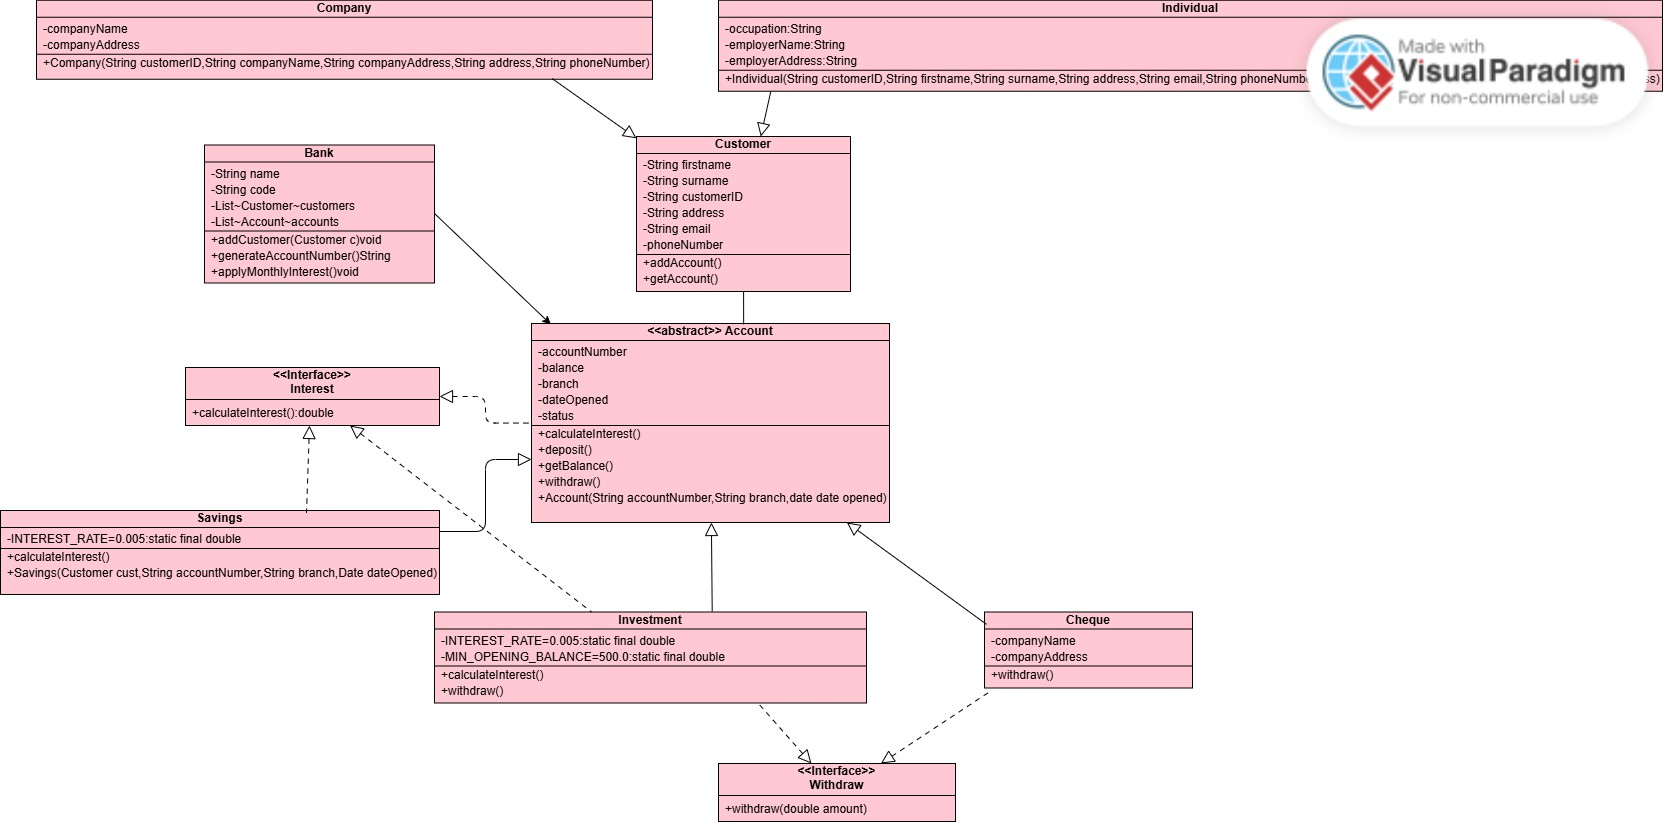 Company
-companyName
-companyAddress
+Company(String customerID,String companyName,String companyAddress,String address,String phoneNumber)
Individual
-occupation:String
-employerName:String
-employerAddress:String
+Individual(String customerID,String firstname,String surname,String address,String email,String
Made with
Visual Paradigm
For non-commercial use
Customer
-String firstname
-String surname
-String customerID
-String address
-String email
-phoneNumber
+addAccount()
+getAccount()
Bank
-String name
-String code
-List~Customer~customers
-List~Account~accounts
+addCustomer(Customer c)void
+generateAccountNumber()String
+applyMonthlyInterest()void
<<abstract>> Account
-accountNumber
-balance
-branch
-dateOpened
-status
+calculateInterest()
+deposit()
+getBalance()
+withdraw()
+Account(String accountNumber,String branch,date date opened)
<<Interface>>
Interest
+calculateInterest():double
Savings
-INTEREST_RATE=0.005:static final double
+calculateInterest()
+Savings(Customer cust,String accountNumber,String branch,Date dateOpened)
Investment
-INTEREST_RATE=0.005:static final double
-MIN_OPENING_BALANCE=500.0:static final double
+calculateInterest()
+withdraw()
Cheque
-companyName
-companyAddress
+withdraw()
<<Interface>>
Withdraw
+withdraw(double amount)